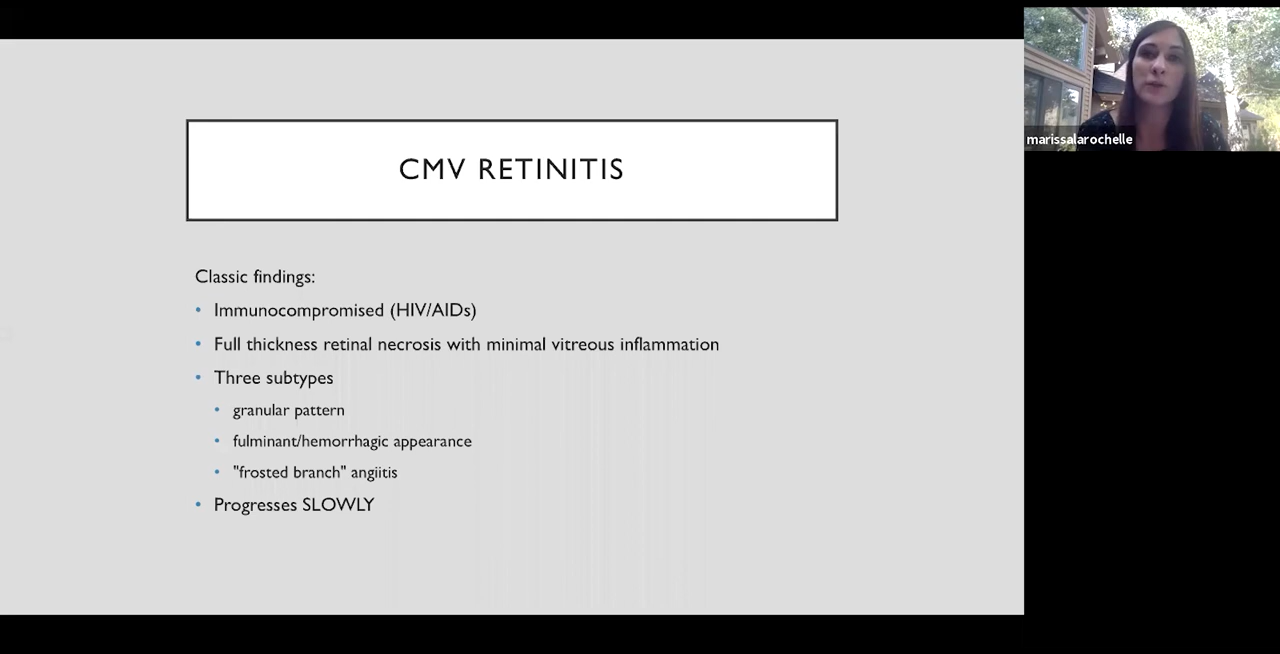 CMV RETINITIS
marissalarochelle
Classic findings:
• Immunocompromised (HIV/AIDs)
• Full thickness retinal necrosis with minimal vitreous inflammation
• Three subtypes
• granular pattern
• fulminant/hemorrhagic appearance
• "frosted branch" angiitis
• Progresses SLOWLY